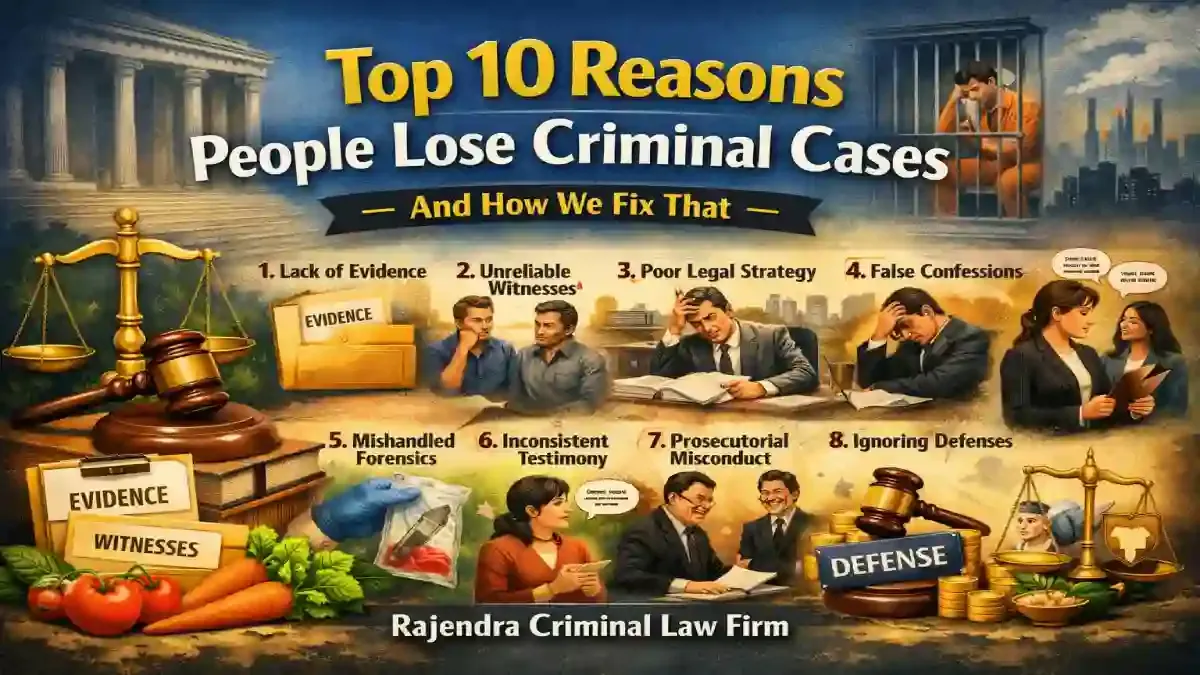 Top 10 Reasons
People Lose Criminal Cases
— And How We Fix That —
1. Lack of Evidence
2. Unreliable
Witnesses
3. Poor Legal Strategy
4. False Confessions
EVIDENCE
5. Mishandled
Forensics
6. Inconsistent
Testimony
7. Prosecutorial
Misconduct
8. Ignoring Defenses
EVIDENCE
WITNESSES
DEFENSE
Rajendra Criminal Law Firm